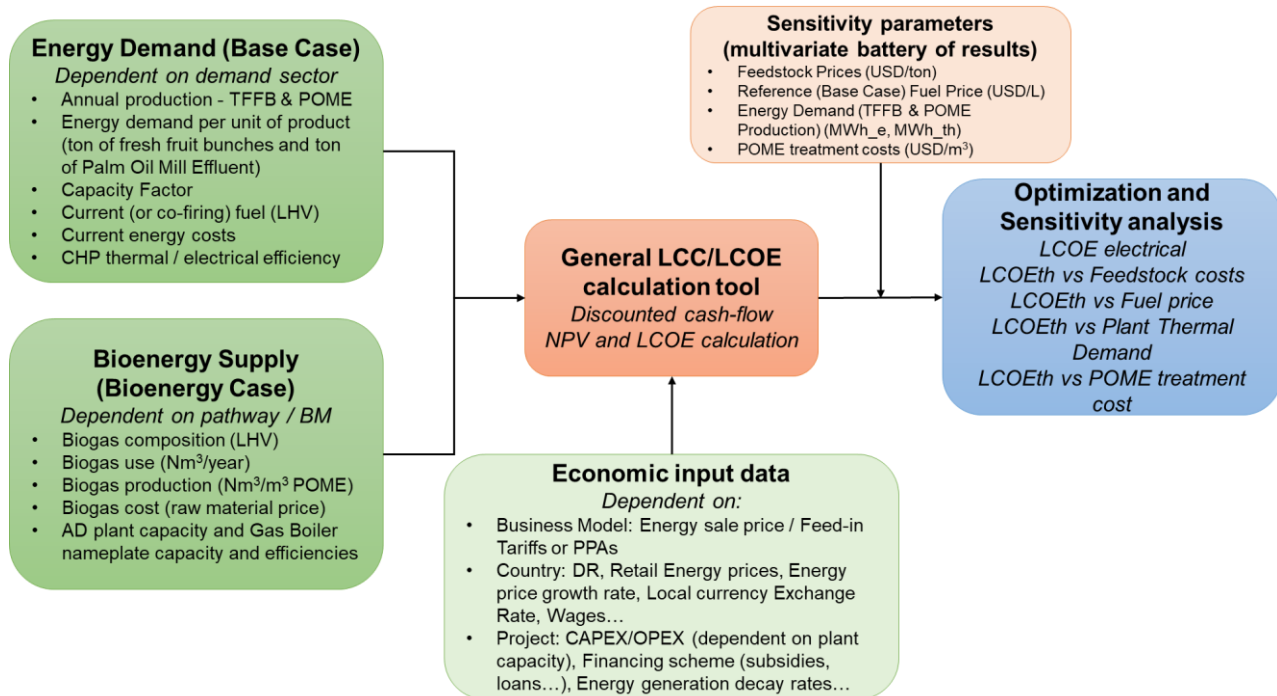 Energy Demand (Base Case)
Dependent on demand sector
• Annual production - TFFB & POME
• Energy demand per unit of product
(ton of fresh fruit bunches and ton
of Palm Oil Mill Effluent)
• Capacity Factor
• Current (or co-firing) fuel (LHV)
• Current energy costs
• CHP thermal / electrical efficiency
Bioenergy Supply
(Bioenergy Case)
Dependent on pathway / BM
• Biogas composition (LHV)
• Biogas use (Nm³/year)
• Biogas production (Nm³/m³ POME)
• Biogas cost (raw material price)
• AD plant capacity and Gas Boiler
nameplate capacity and efficiencies
General LCC/LCOE
calculation tool
Discounted cash-flow
NPV and LCOE calculation
Economic input data
Dependent on:
• Business Model: Energy sale price / Feed-in
Tariffs or PPAs
• Country: DR, Retail Energy prices, Energy
price growth rate, Local currency Exchange
Rate, Wages…
• Project: CAPEX/OPEX (dependent on plant
capacity), Financing scheme (subsidies,
loans…), Energy generation decay rates…
Sensitivity parameters
(multivariate battery of results)
• Feedstock Prices (USD/ton)
• Reference (Base Case) Fuel Price (USD/L)
• Energy Demand (TFFB & POME
Production) (MWh_e, MWh_th)
• POME treatment costs (USD/m³)
Optimization and
Sensitivity analysis
LCOE electrical
LCOEth vs Feedstock costs
LCOEth vs Fuel price
LCOEth vs Plant Thermal
Demand
LCOEth vs POME treatment
cost